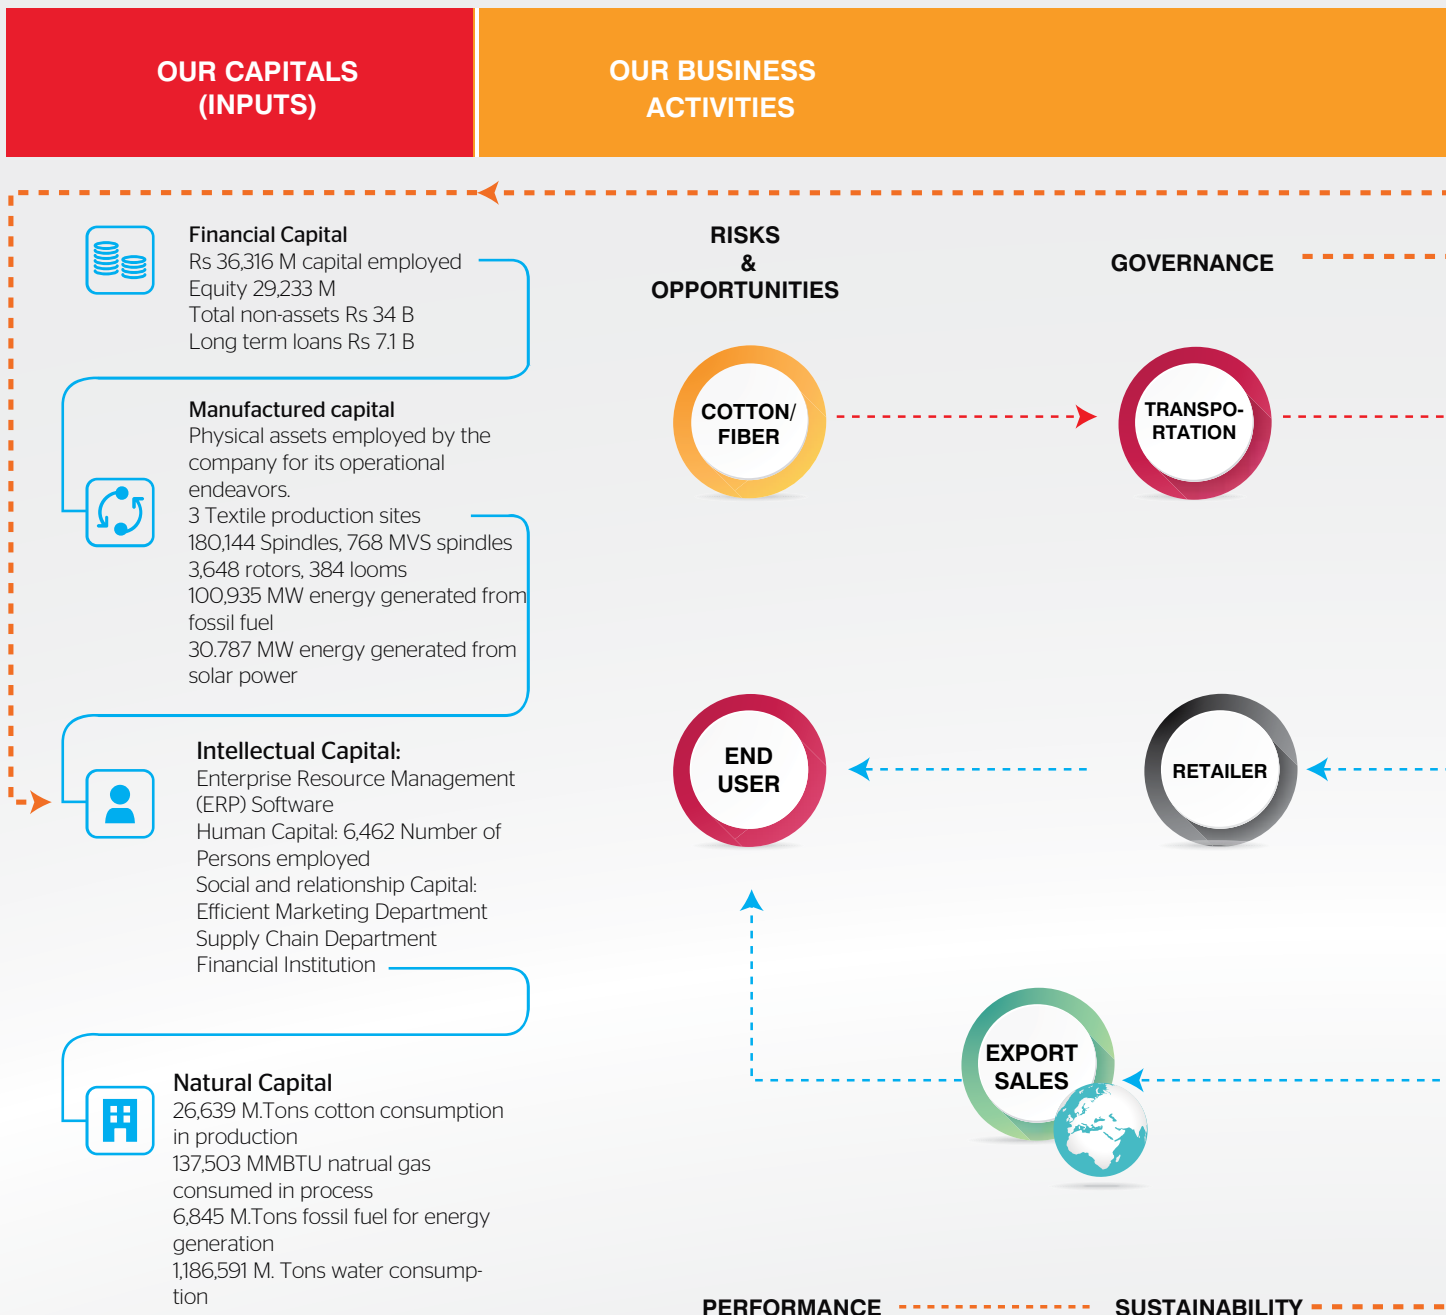 OUR CAPITALS
(INPUTS)
OUR BUSINESS
ACTIVITIES
Financial Capital
Rs 36,316 M capital employed
Equity 29,233 M
Total non-assets Rs 34 B
Long term loans Rs 7.1 B
Manufactured capital
Physical assets employed by the
company for its operational
endeavors.
3 Textile production sites
180,144 Spindles, 768 MVS spindles
3,648 rotors, 384 looms
100,935 MW energy generated from
fossil fuel
30.787 MW energy generated from
solar power
Intellectual Capital:
Enterprise Resource Management
(ERP) Software
Human Capital: 6,462 Number of
Persons employed
Social and relationship Capital:
Efficient Marketing Department
Supply Chain Department
Financial Institution
Natural Capital
26,639 M.Tons cotton consumption
in production
137,503 MMBTU natrual gas
consumed in process
6,845 M.Tons fossil fuel for energy
generation
1,186,591 M. Tons water consump-
tion
RISKS
&
OPPORTUNITIES
GOVERNANCE
COTTON/
FIBER
TRANSPO-
RTATION
END
USER
RETAILER
EXPORT
SALES
PERFORMANCE
SUSTAINABILITY